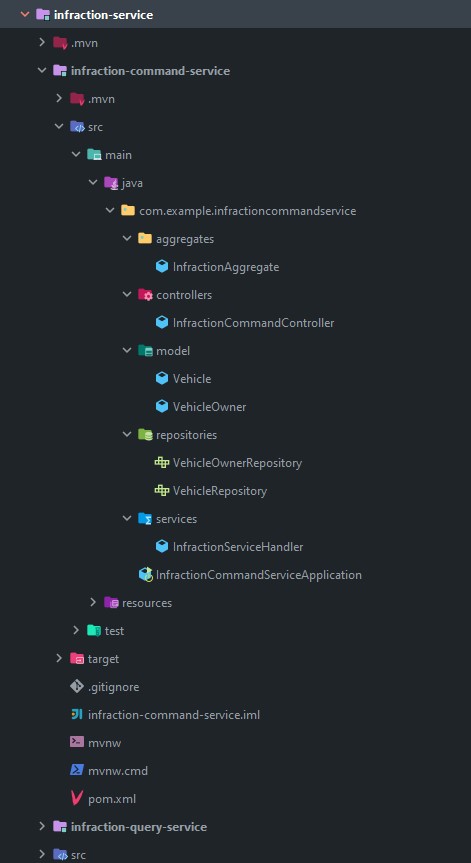 infraction-service
.mvn
infraction-command-service
.mvn
src
main
java
com.example.infractioncommandservice
aggregates
InfractionAggregate
controllers
InfractionCommandController
model
Vehicle
VehicleOwner
repositories
VehicleOwnerRepository
VehicleRepository
services
InfractionServiceHandler
InfractionCommandServiceApplication
resources
test
target
.gitignore
infraction-command-service.iml
mvnw
mvnw.cmd
pom.xml
infraction-query-service
src